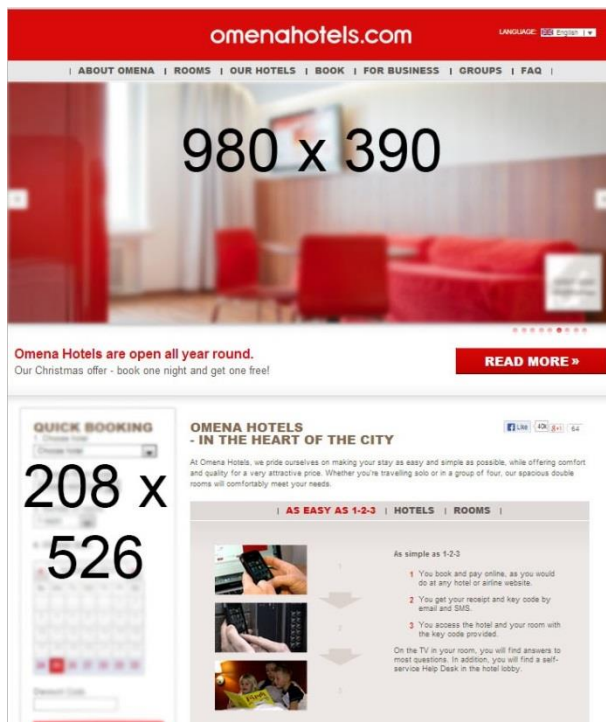 omenahotels.com
LANGUAGE: English
| ABOUT OMENA | ROOMS | OUR HOTELS | BOOK | FOR BUSINESS | GROUPS | FAQ |
980 x 390
Omena Hotels are open all year round.
Our Christmas offer - book one night and get one free!
READ MORE »
QUICK BOOKING
1. Choose hotel
Choose hotel
208 x
526
Discount Code
OMENA HOTELS
- IN THE HEART OF THE CITY
Like 40k g+1 64
At Omena Hotels, we pride ourselves on making your stay as easy and simple as possible, while offering comfort
and quality for a very attractive price. Whether you're travelling solo or in a group of four, our spacious double
rooms will comfortably meet your needs.
| AS EASY AS 1-2-3 | HOTELS | ROOMS |
1
2
3
As simple as 1-2-3
1 You book and pay online, as you would
do at any hotel or airline website.
2 You get your receipt and key code by
email and SMS.
3 You access the hotel and your room with
the key code provided.
On the TV in your room, you will find answers to
most questions. In addition, you will find a self-
service Help Desk in the hotel lobby.